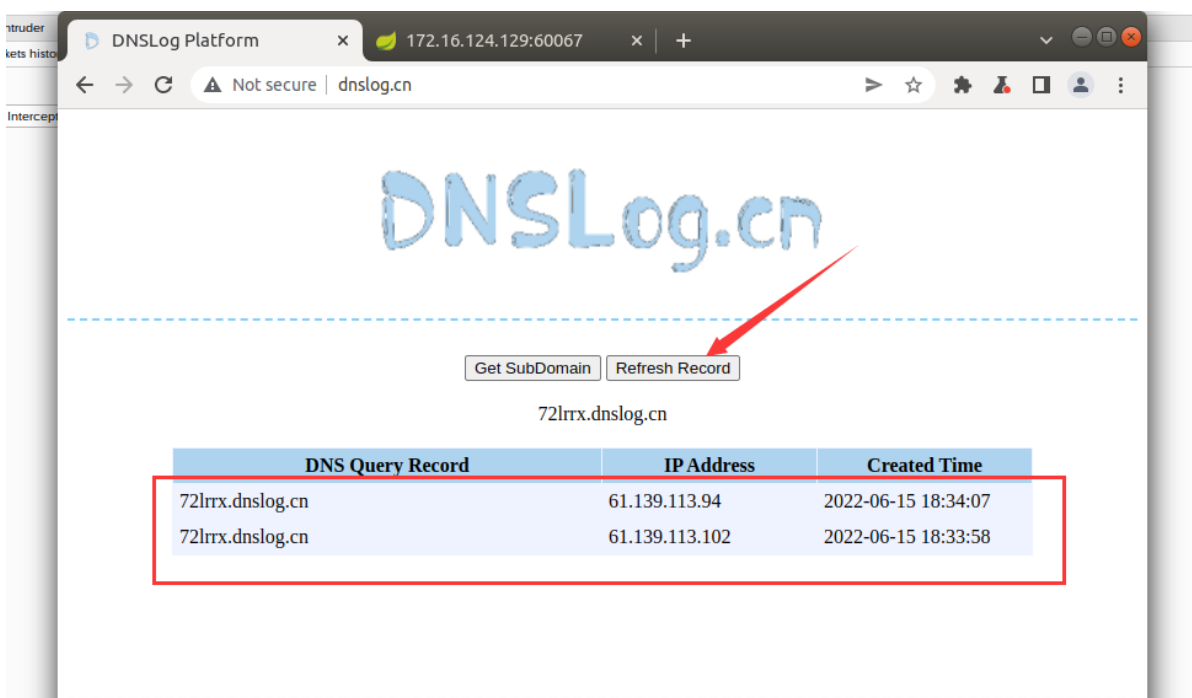 ntruder
DNSLog Platform
172.16.124.129:60067
kets histo
Not secure
dnslog.cn
Intercept
DNSLog.cn
Get SubDomain
Refresh Record
72lrrx.dnslog.cn
DNS Query Record IP Address Created Time
72lrrx.dnslog.cn 61.139.113.94 2022-06-15 18:34:07
72lrrx.dnslog.cn 61.139.113.102 2022-06-15 18:33:58